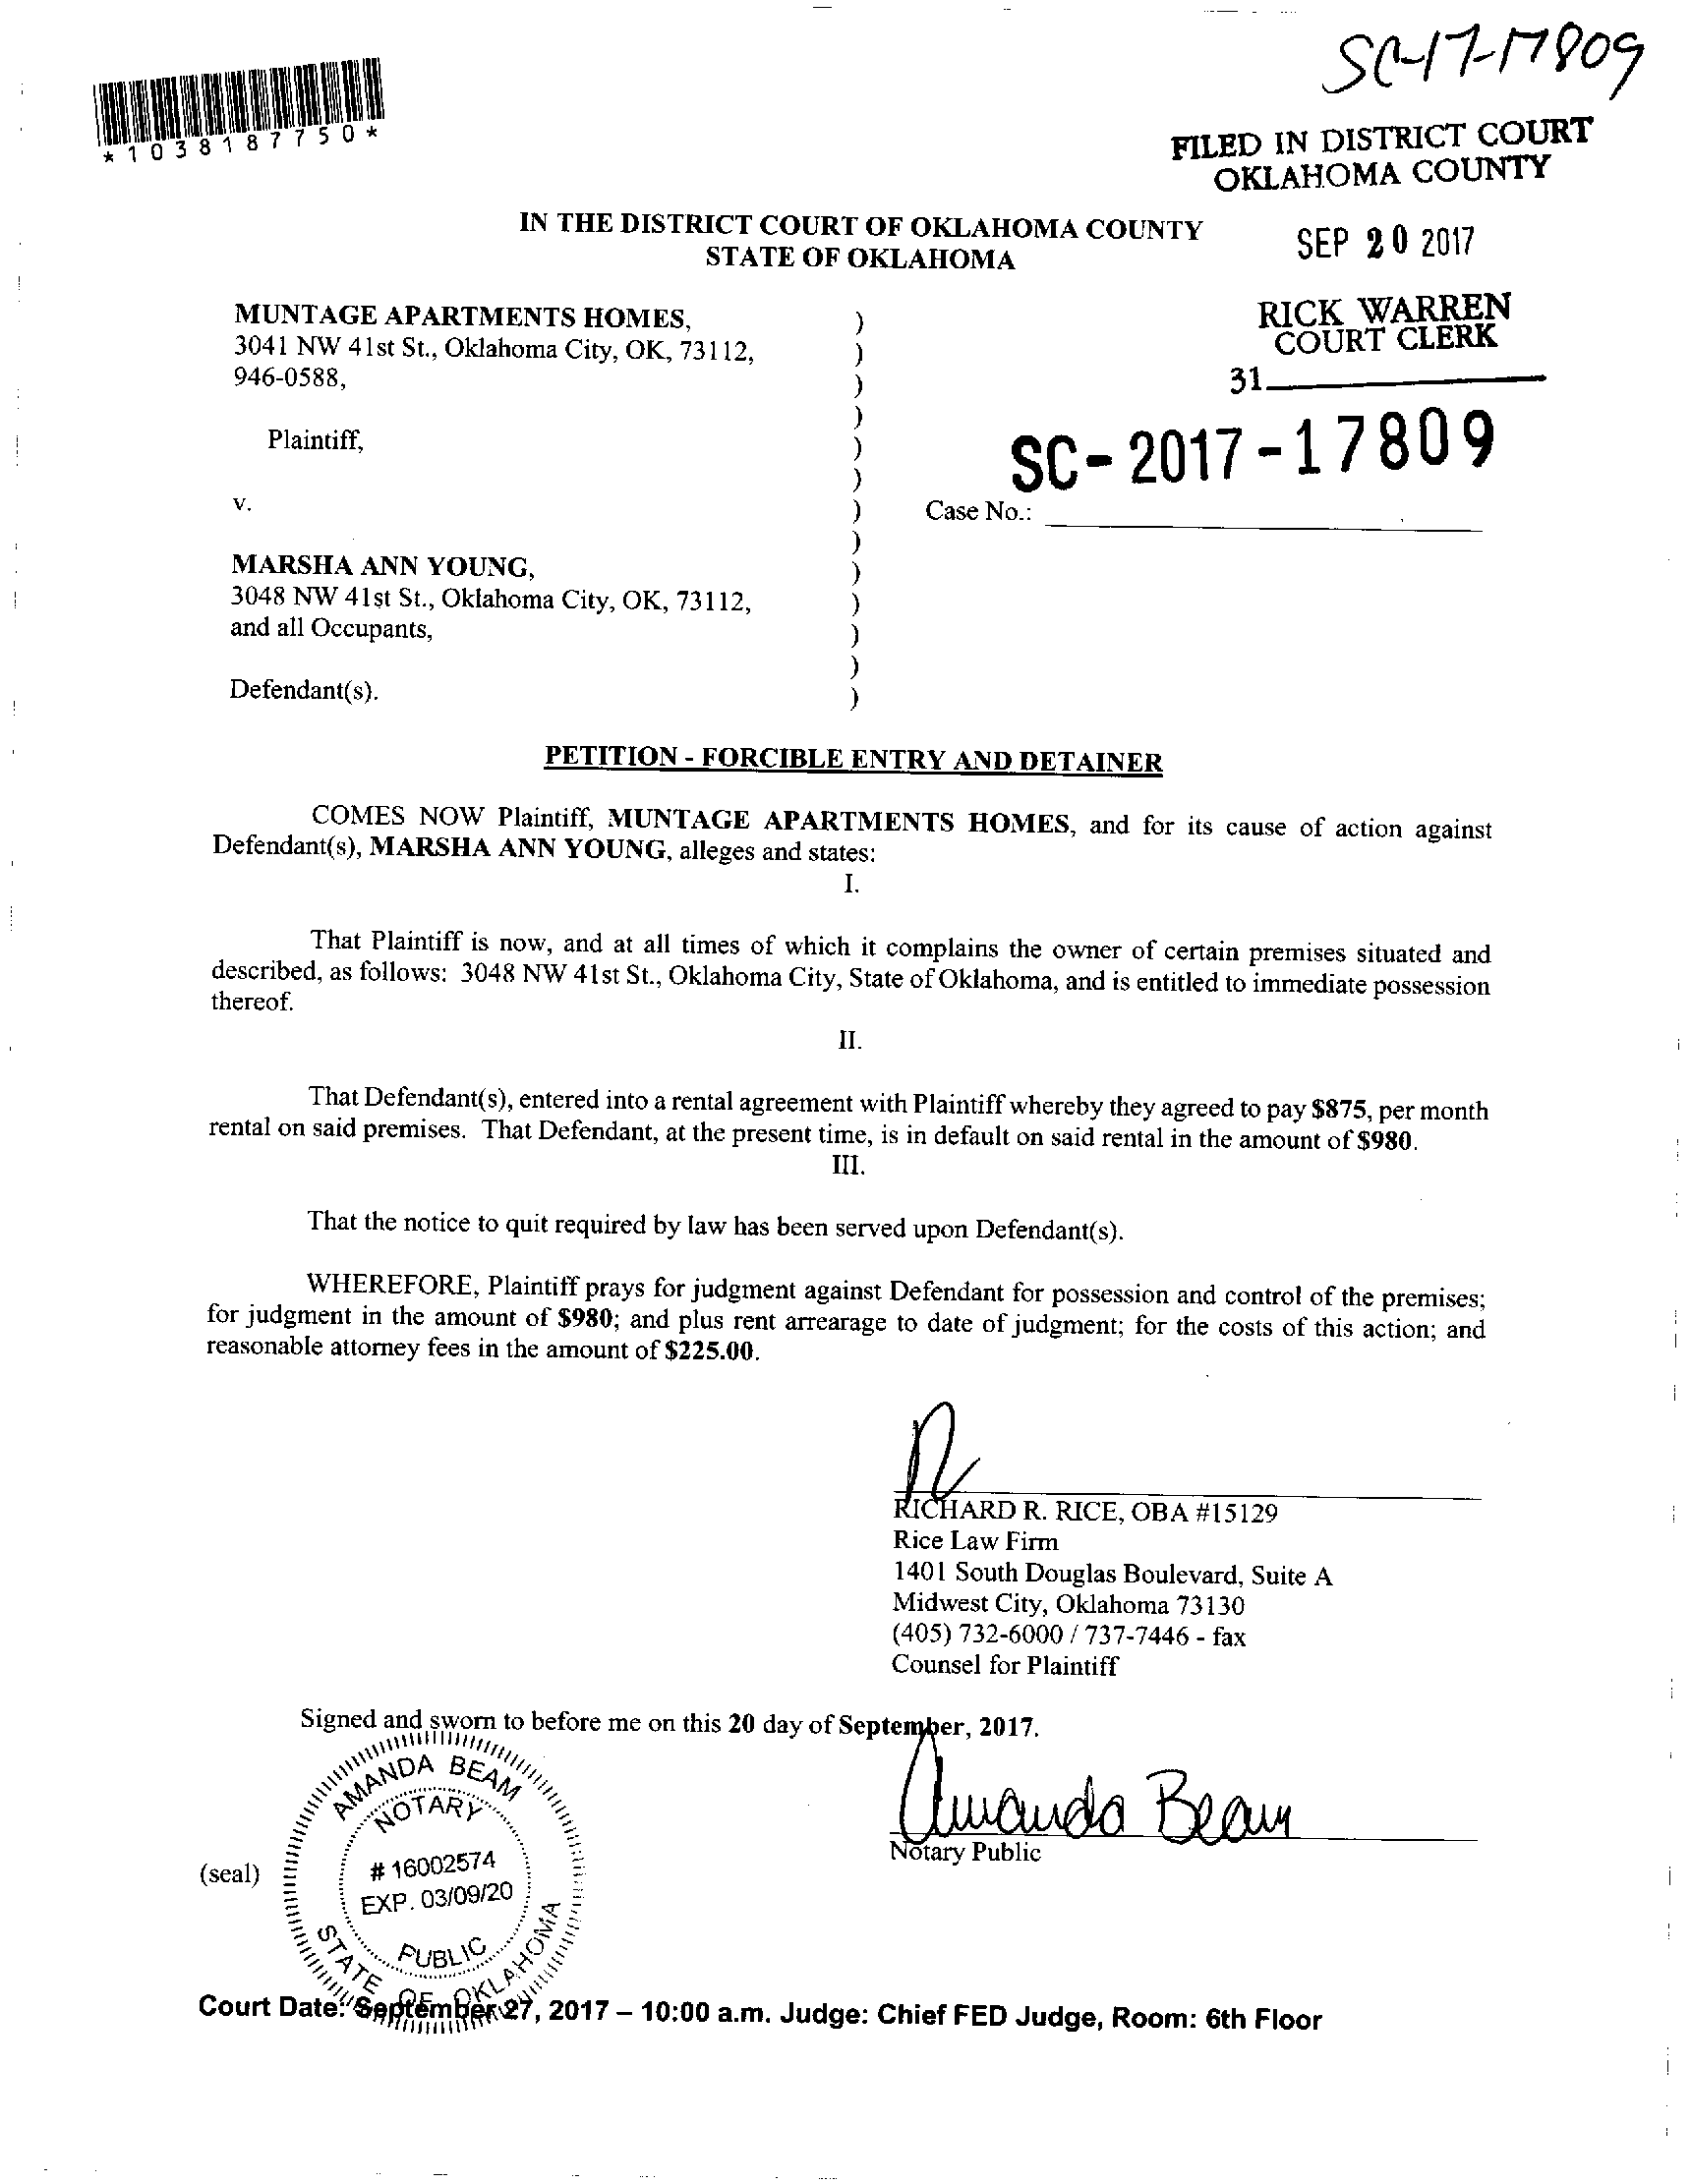 SC-17-17809
*1038187750*
FILED IN DISTRICT COURT
OKLAHOMA COUNTY
IN THE DISTRICT COURT OF OKLAHOMA COUNTY
STATE OF OKLAHOMA
SEP 20 2017
RICK WARREN
COURT CLERK
31
MUNTAGE APARTMENTS HOMES, )
3041 NW 41st St., Oklahoma City, OK, 73112, )
946-0588, )
)
Plaintiff, )
)
SC-2017-17809
v. ) Case No.:
)
MARSHA ANN YOUNG, )
3048 NW 41st St., Oklahoma City, OK, 73112, )
and all Occupants, )
)
Defendant(s). )
PETITION - FORCIBLE ENTRY AND DETAINER
COMES NOW Plaintiff, MUNTAGE APARTMENTS HOMES, and for its cause of action against
Defendant(s), MARSHA ANN YOUNG, alleges and states:
I.
That Plaintiff is now, and at all times of which it complains the owner of certain premises situated and
described, as follows: 3048 NW 41st St., Oklahoma City, State of Oklahoma, and is entitled to immediate possession
thereof.
II.
That Defendant(s), entered into a rental agreement with Plaintiff whereby they agreed to pay $875, per month
rental on said premises. That Defendant, at the present time, is in default on said rental in the amount of $980.
III.
That the notice to quit required by law has been served upon Defendant(s).
WHEREFORE, Plaintiff prays for judgment against Defendant for possession and control of the premises;
for judgment in the amount of $980; and plus rent arrearage to date of judgment; for the costs of this action; and
reasonable attorney fees in the amount of $225.00.
RICHARD R. RICE, OBA #15129
Rice Law Firm
1401 South Douglas Boulevard, Suite A
Midwest City, Oklahoma 73130
(405) 732-6000 / 737-7446 - fax
Counsel for Plaintiff
Signed and sworn to before me on this 20 day of September, 2017.
Amanda Beam
Notary Public
(seal)
AMANDA BEAM
NOTARY
# 16002574
EXP. 03/09/20
PUBLIC
STATE OF OKLAHOMA
Court Date: September 27, 2017 – 10:00 a.m. Judge: Chief FED Judge, Room: 6th Floor